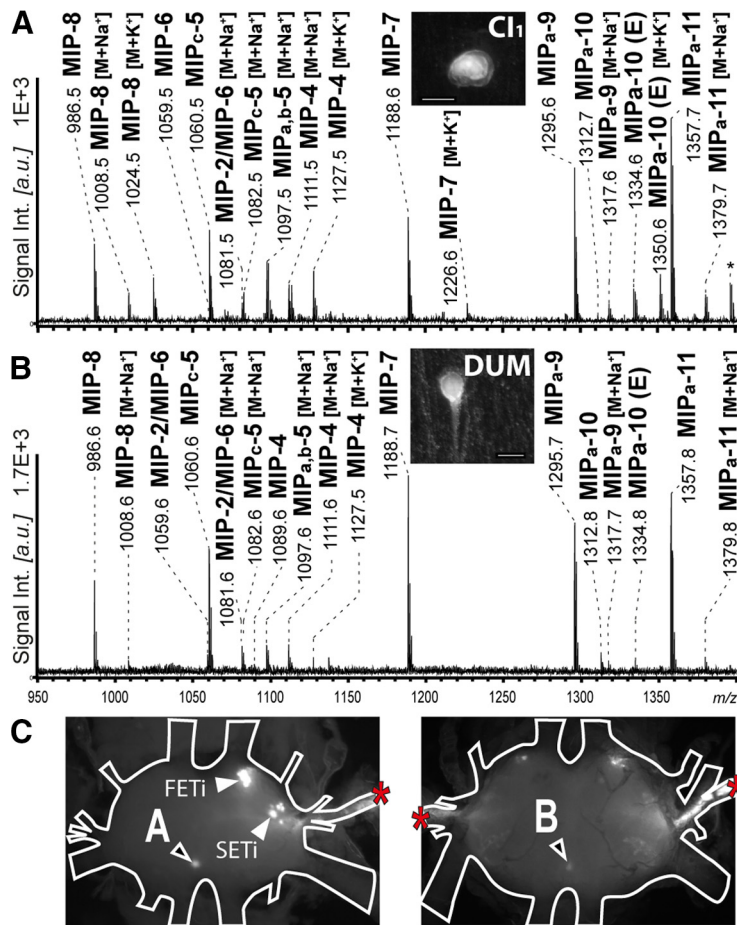 A
Signal Int. [a.u.] 1E+3
986.5 MIP-8
1008.5 MIP-8 [M+Na⁺]
1024.5 MIP-8 [M+K⁺]
1059.5 MIP-6
1060.5 MIPc-5
1081.5 MIP-2/MIP-6 [M+Na⁺]
1082.5 MIPc-5 [M+Na⁺]
1097.5 MIPa,b-5 [M+Na⁺]
1111.5 MIP-4 [M+Na⁺]
1127.5 MIP-4 [M+K⁺]
1188.6 MIP-7
1226.6 MIP-7 [M+K⁺]
CI₁
1295.6 MIPa-9
1312.7 MIPa-10
1317.6 MIPa-9 [M+Na⁺]
1334.6 MIPa-10 (E)
1350.6 MIPa-10 (E) [M+K⁺]
1357.7 MIPa-11
1379.7 MIPa-11 [M+Na⁺]
*
B
Signal Int. [a.u.] 1.7E+3
986.6 MIP-8
1008.6 MIP-8 [M+Na⁺]
1059.6 MIP-2/MIP-6
1060.6 MIPc-5
1081.6 MIP-2/MIP-6 [M+Na⁺]
1082.6 MIPc-5 [M+Na⁺]
1089.6 MIP-4
1097.6 MIPa,b-5 [M+Na⁺]
1111.6 MIP-4 [M+Na⁺]
1127.5 MIP-4 [M+K⁺]
1188.7 MIP-7
DUM
1295.7 MIPa-9
1312.8 MIPa-10
1317.7 MIPa-9 [M+Na⁺]
1334.8 MIPa-10 (E)
1357.8 MIPa-11
1379.8 MIPa-11 [M+Na⁺]
950 1000 1050 1100 1150 1200 1250 1300 1350 m/z
C
FETi
A
SETi
*
*
B
*